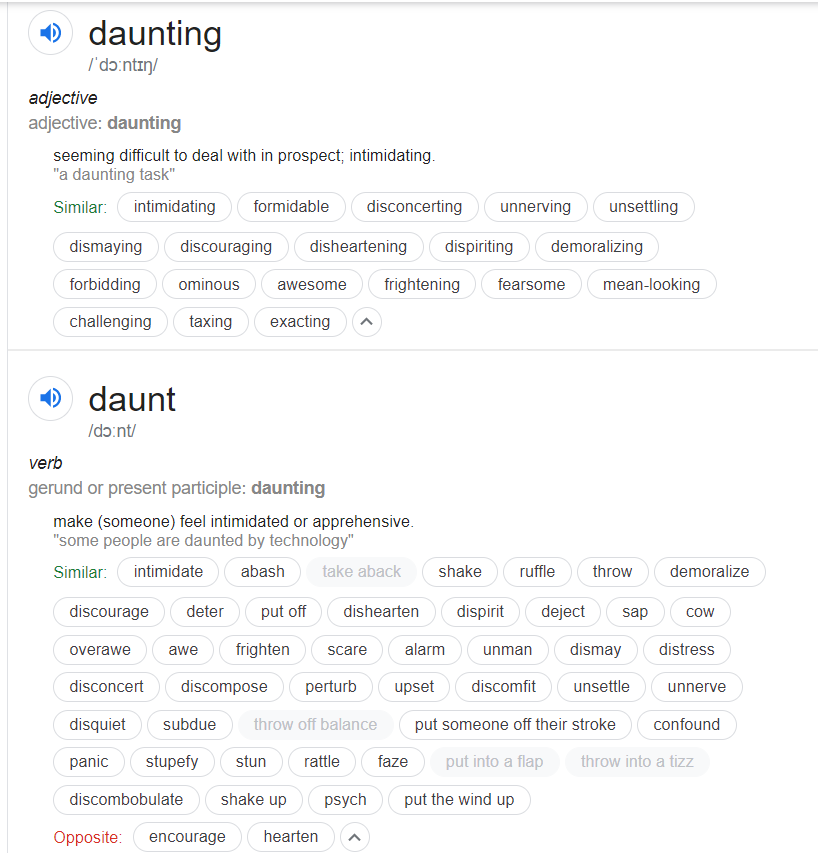 daunting
/ˈdɔːntɪŋ/
adjective
adjective: daunting
seeming difficult to deal with in prospect; intimidating.
"a daunting task"
Similar: intimidating formidable disconcerting unnerving unsettling
dismaying discouraging disheartening dispiriting demoralizing
forbidding ominous awesome frightening fearsome mean-looking
challenging taxing exacting
daunt
/dɔːnt/
verb
gerund or present participle: daunting
make (someone) feel intimidated or apprehensive.
"some people are daunted by technology"
Similar: intimidate abash take aback shake ruffle throw demoralize
discourage deter put off dishearten dispirit deject sap cow
overawe awe frighten scare alarm unman dismay distress
disconcert discompose perturb upset discomfit unsettle unnerve
disquiet subdue throw off balance put someone off their stroke confound
panic stupefy stun rattle faze put into a flap throw into a tizz
discombobulate shake up psych put the wind up
Opposite: encourage hearten